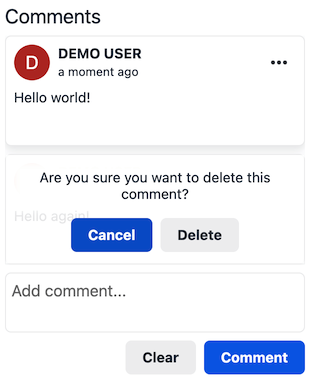 Comments
D
DEMO USER
a moment ago
Hello world!
Are you sure you want to delete this
comment?
Hello again!
Cancel
Delete
Add comment...
Clear
Comment